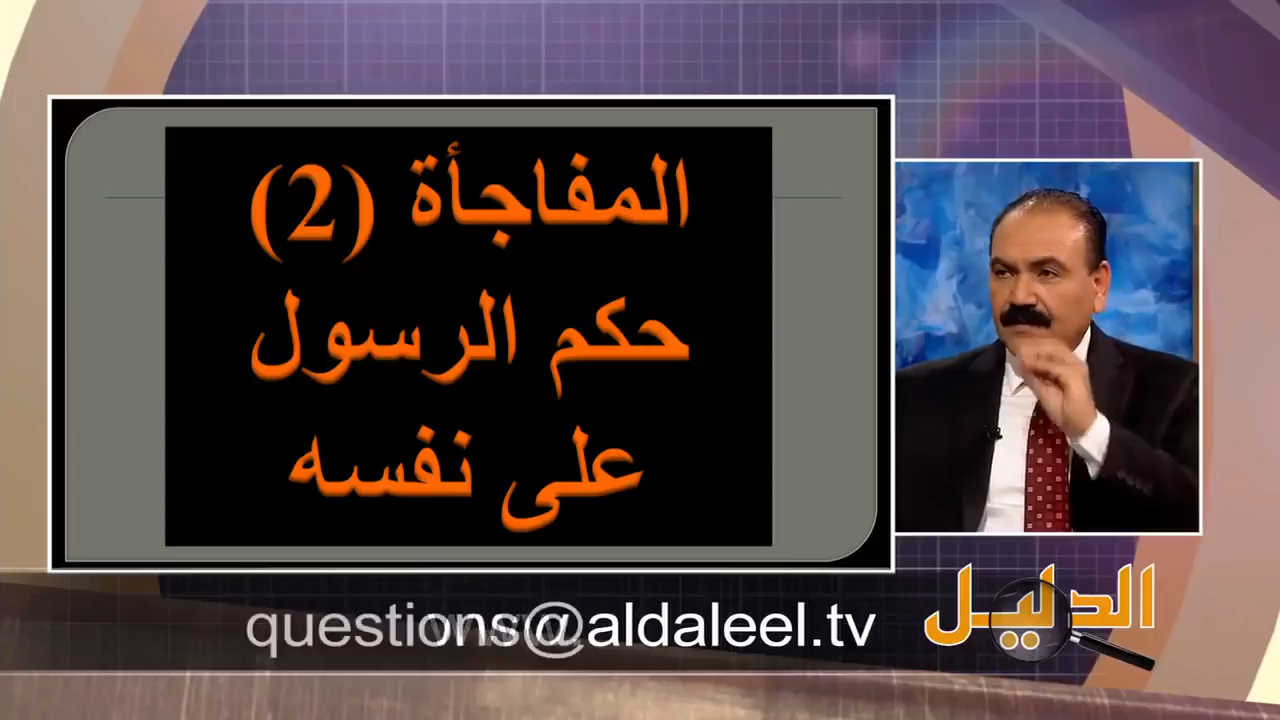 المفاجأة (2)
حكم الرسول
على نفسه
questions@aldaleel.tv
الدليل